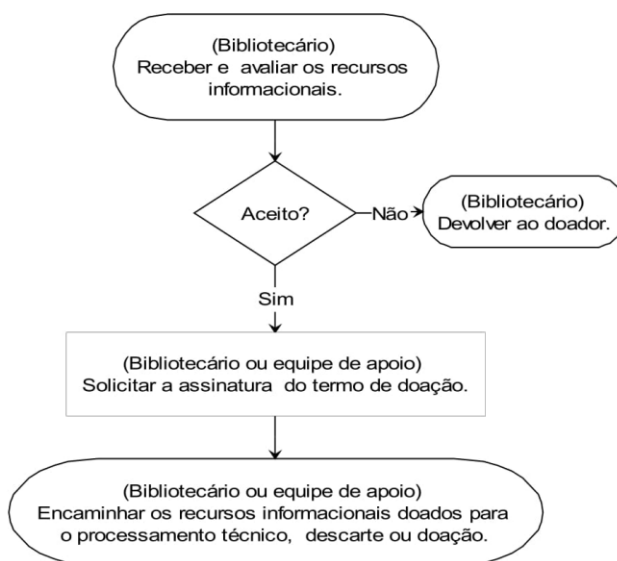 (Bibliotecário)
Receber e avaliar os recursos
informacionais.
Aceito?
Não
(Bibliotecário)
Devolver ao doador.
Sim
(Bibliotecário ou equipe de apoio)
Solicitar a assinatura do termo de doação.
(Bibliotecário ou equipe de apoio)
Encaminhar os recursos informacionais doados para
o processamento técnico, descarte ou doação.